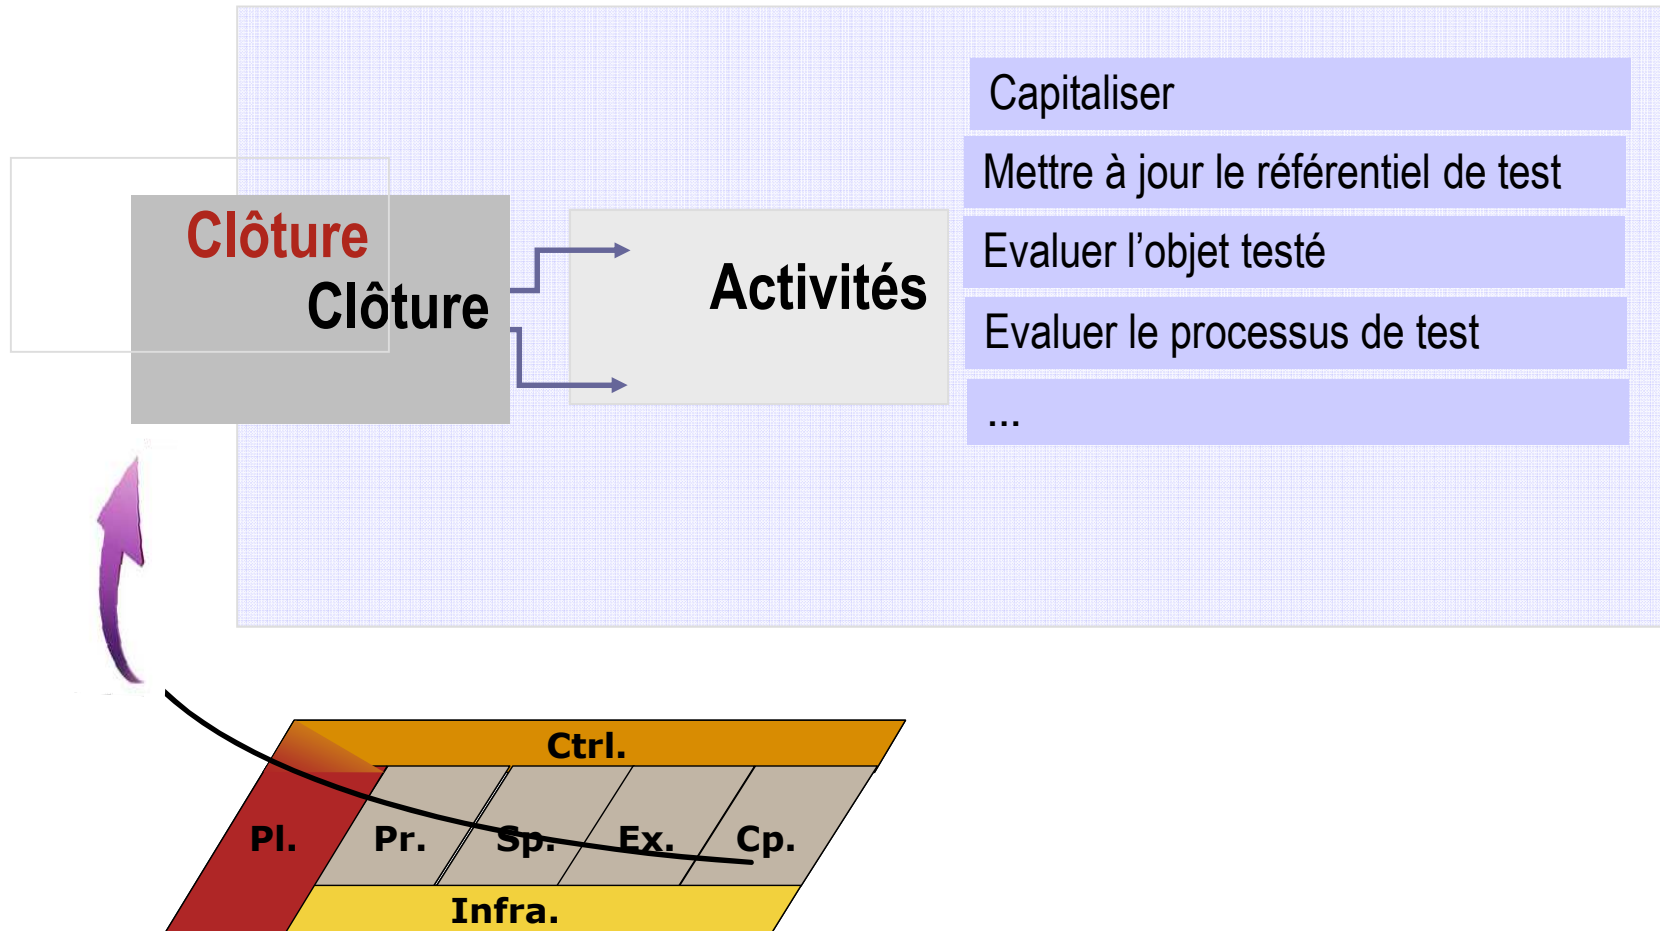 Capitaliser
Mettre à jour le référentiel de test
Clôture
Evaluer l’objet testé
Activités
Clôture
Evaluer le processus de test
...
Ctrl.
Pl.
Pr.
Sp.
Ex.
Cp.
Infra.